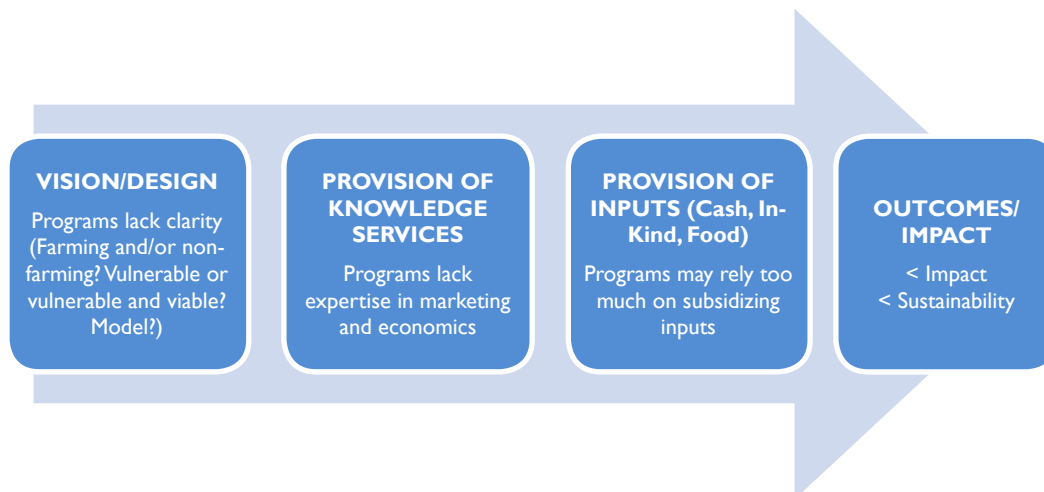 VISION/DESIGN
Programs lack clarity
(Farming and/or non-
farming? Vulnerable or
vulnerable and viable?
Model?)
PROVISION OF
KNOWLEDGE
SERVICES
Programs lack
expertise in marketing
and economics
PROVISION OF
INPUTS (Cash, In-
Kind, Food)
Programs may rely too
much on subsidizing
inputs
OUTCOMES/
IMPACT
< Impact
< Sustainability